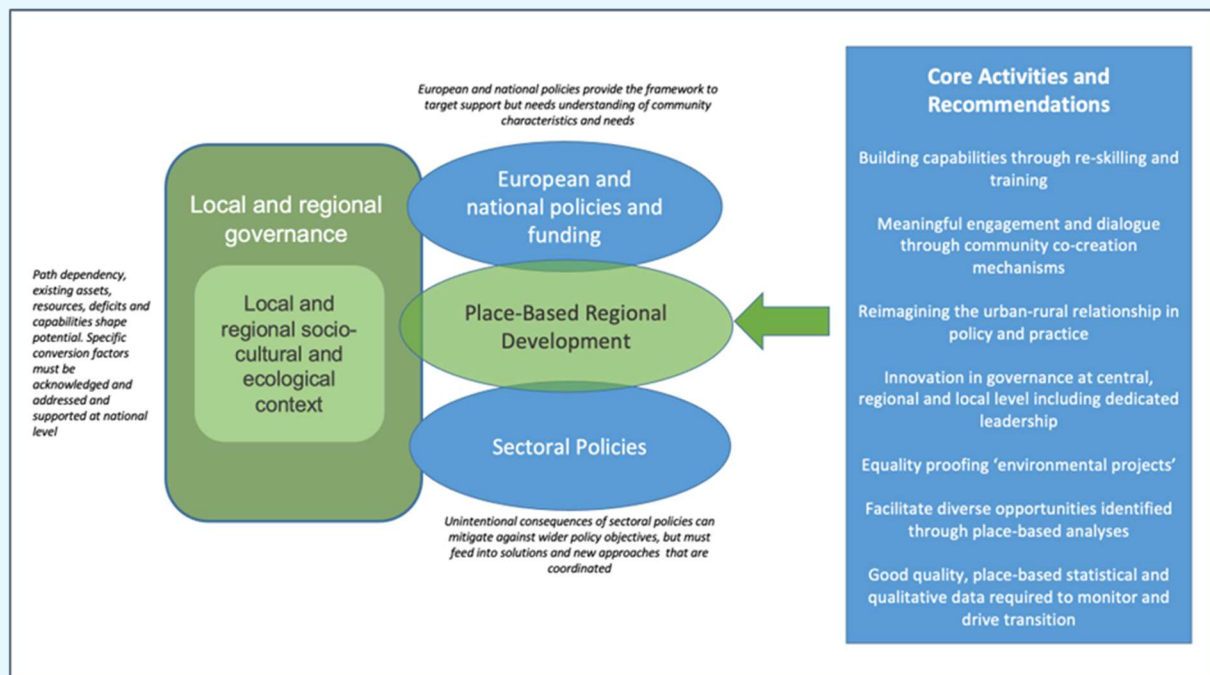 European and national policies provide the framework to
target support but needs understanding of community
characteristics and needs
Local and regional
governance
Local and
regional socio-
cultural and
ecological
context
Path dependency,
existing assets,
resources, deficits and
capabilities shape
potential. Specific
conversion factors
must be
acknowledged and
addressed and
supported at national
level
European and
national policies and
funding
Place-Based Regional
Development
Sectoral Policies
Unintentional consequences of sectoral policies can
mitigate against wider policy objectives, but must
feed into solutions and new approaches that are
coordinated
Core Activities and
Recommendations
Building capabilities through re-skilling and
training
Meaningful engagement and dialogue
through community co-creation
mechanisms
Reimagining the urban-rural relationship in
policy and practice
Innovation in governance at central,
regional and local level including dedicated
leadership
Equality proofing ‘environmental projects’
Facilitate diverse opportunities identified
through place-based analyses
Good quality, place-based statistical and
qualitative data required to monitor and
drive transition